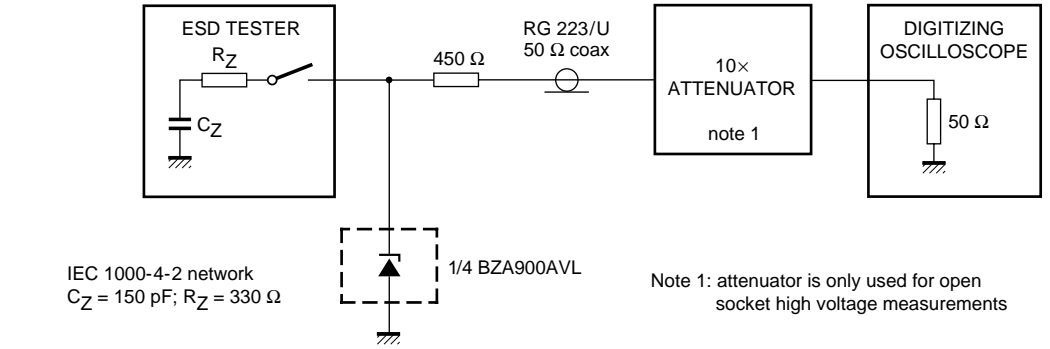 ESD TESTER
RZ
CZ
450 Ω
RG 223/U
50 Ω coax
10×
ATTENUATOR
note 1
DIGITIZING
OSCILLOSCOPE
50 Ω
1/4 BZA900AVL
IEC 1000-4-2 network
CZ = 150 pF; RZ = 330 Ω
Note 1: attenuator is only used for open
socket high voltage measurements